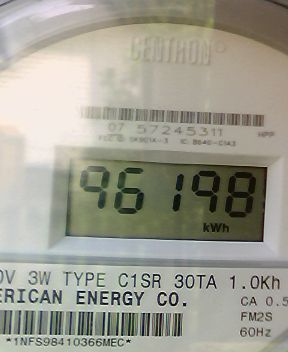 CENTRON®
07 57245311
HPP
96198
kWh
0V 3W TYPE C1SR 30TA 1.0Kh
ERICAN ENERGY CO.
CA 0.5
FM2S
60Hz
*1NFS98410366MEC*